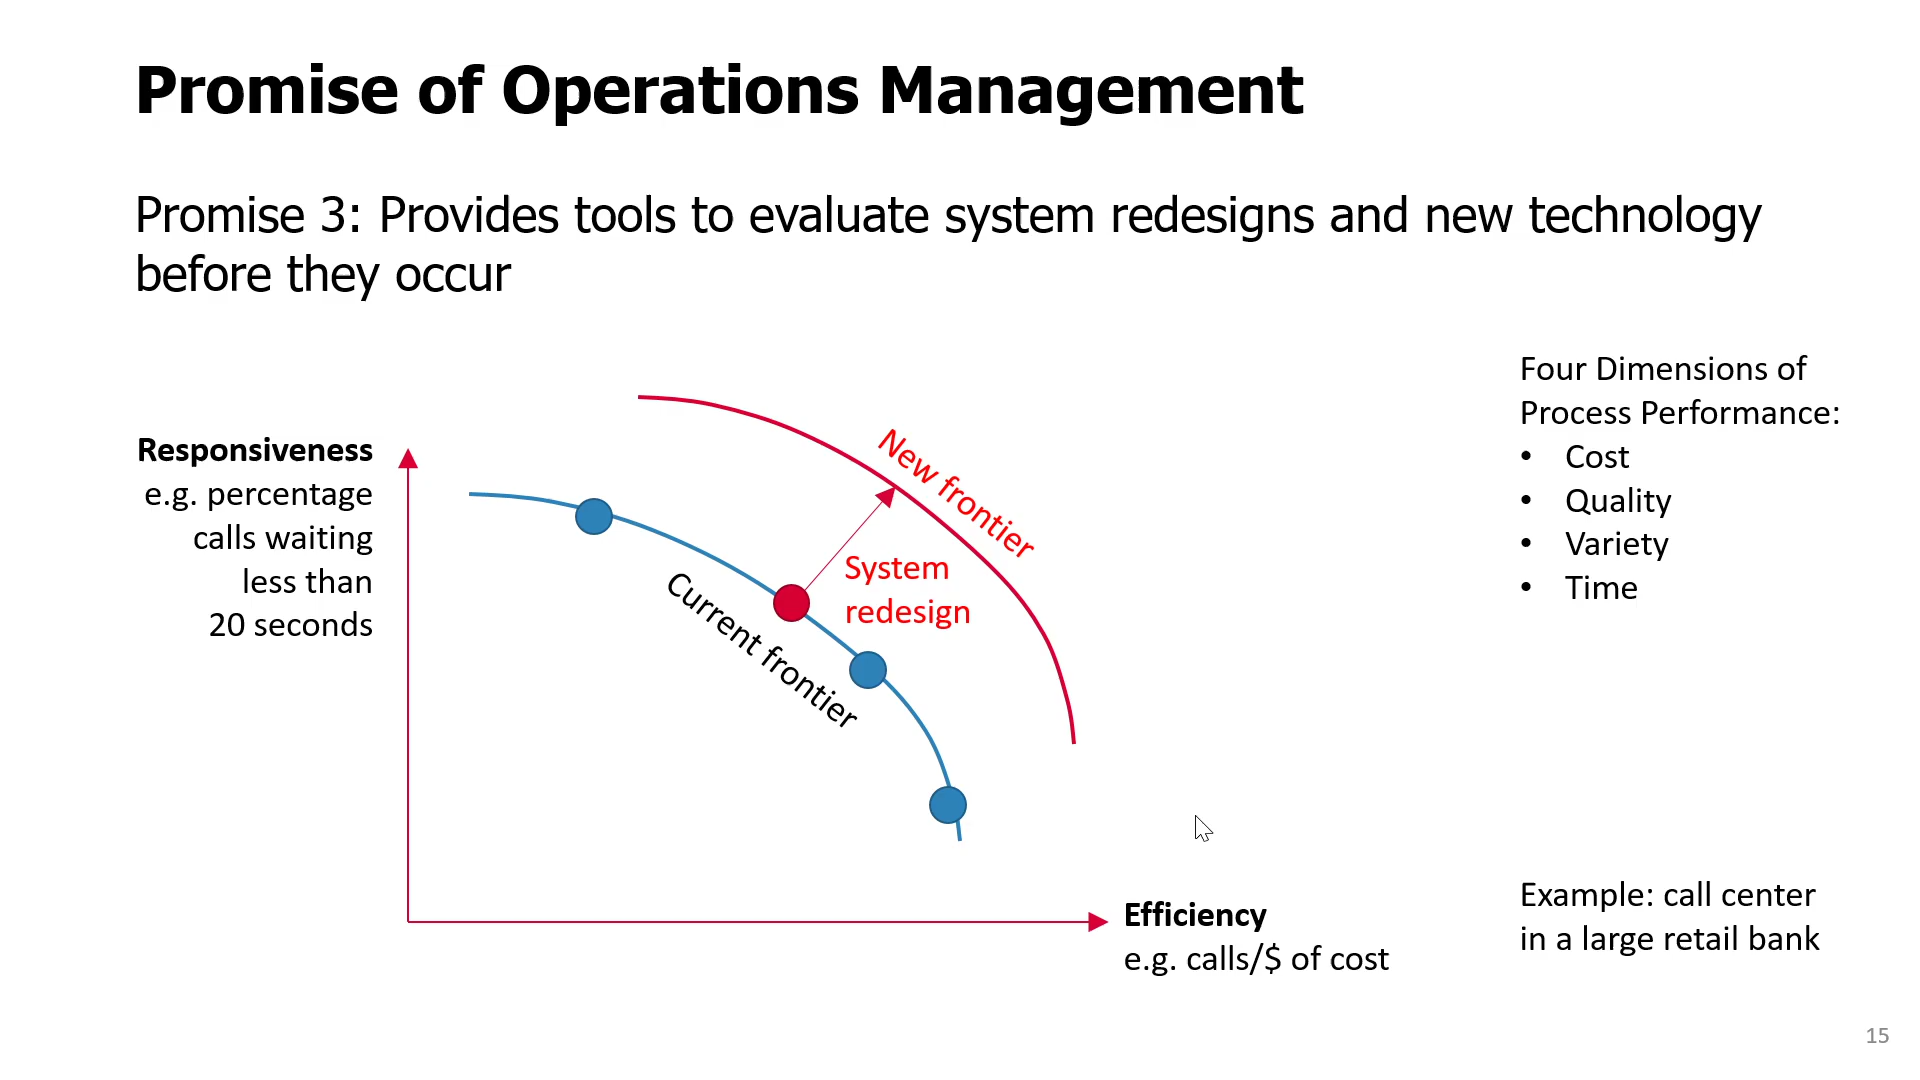 Promise of Operations Management
Promise 3: Provides tools to evaluate system redesigns and new technology
before they occur
Responsiveness
e.g. percentage
calls waiting
less than
20 seconds
New frontier
System
redesign
Current frontier
Efficiency
e.g. calls/$ of cost
Four Dimensions of
Process Performance:
• Cost
• Quality
• Variety
• Time
Example: call center
in a large retail bank
15